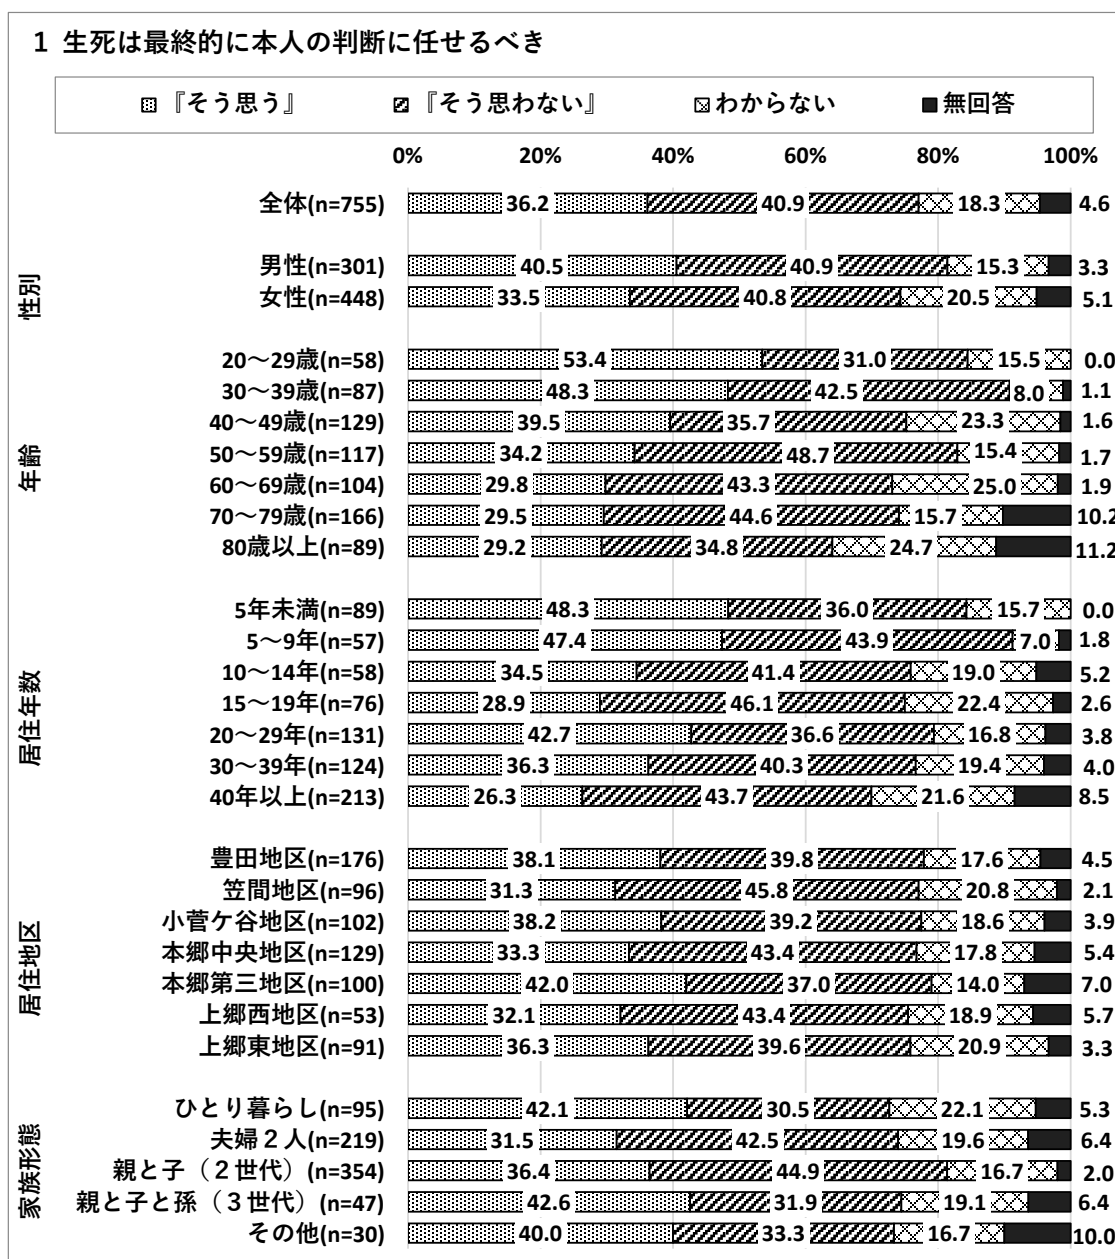 1 生死は最終的に本人の判断に任せるべき
『そう思う』 『そう思わない』 わからない 無回答
0% 20% 40% 60% 80% 100%
全体(n=755) 36.2 40.9 18.3 4.6
性別
男性(n=301) 40.5 40.9 15.3 3.3
女性(n=448) 33.5 40.8 20.5 5.1
年齢
20～29歳(n=58) 53.4 31.0 15.5 0.0
30～39歳(n=87) 48.3 42.5 8.0 1.1
40～49歳(n=129) 39.5 35.7 23.3 1.6
50～59歳(n=117) 34.2 48.7 15.4 1.7
60～69歳(n=104) 29.8 43.3 25.0 1.9
70～79歳(n=166) 29.5 44.6 15.7 10.2
80歳以上(n=89) 29.2 34.8 24.7 11.2
居住年数
5年未満(n=89) 48.3 36.0 15.7 0.0
5～9年(n=57) 47.4 43.9 7.0 1.8
10～14年(n=58) 34.5 41.4 19.0 5.2
15～19年(n=76) 28.9 46.1 22.4 2.6
20～29年(n=131) 42.7 36.6 16.8 3.8
30～39年(n=124) 36.3 40.3 19.4 4.0
40年以上(n=213) 26.3 43.7 21.6 8.5
居住地区
豊田地区(n=176) 38.1 39.8 17.6 4.5
笠間地区(n=96) 31.3 45.8 20.8 2.1
小菅ケ谷地区(n=102) 38.2 39.2 18.6 3.9
本郷中央地区(n=129) 33.3 43.4 17.8 5.4
本郷第三地区(n=100) 42.0 37.0 14.0 7.0
上郷西地区(n=53) 32.1 43.4 18.9 5.7
上郷東地区(n=91) 36.3 39.6 20.9 3.3
家族形態
ひとり暮らし(n=95) 42.1 30.5 22.1 5.3
夫婦２人(n=219) 31.5 42.5 19.6 6.4
親と子（２世代）(n=354) 36.4 44.9 16.7 2.0
親と子と孫（３世代）(n=47) 42.6 31.9 19.1 6.4
その他(n=30) 40.0 33.3 16.7 10.0